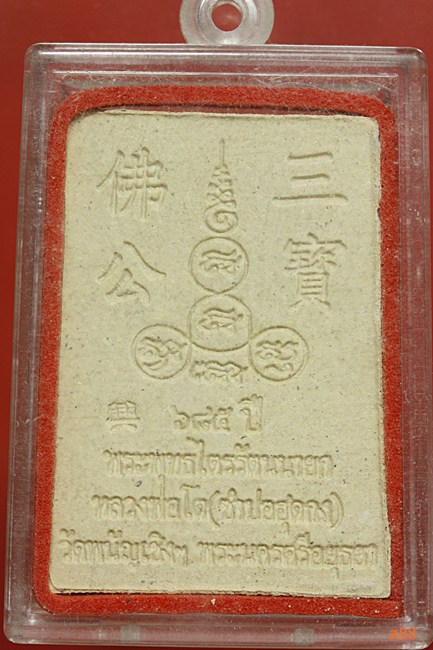 三寶
佛公
興 ๖๘๕ ปี
พระพุทธไตรรัตนนายก
หลวงพ่อโต(ซำปอฮุดกง)
วัดพนัญเชิงฯ พระนครศรีอยุธยา